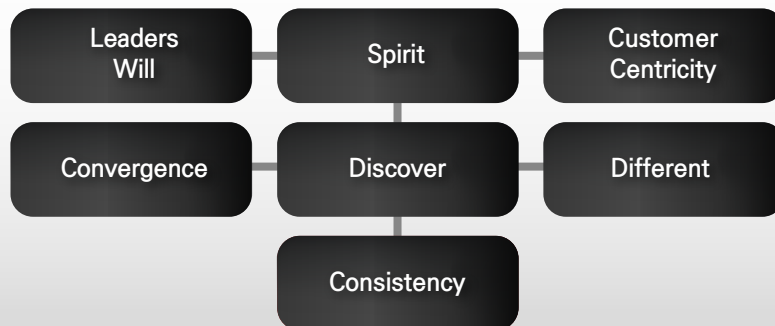 Leaders
Will
Spirit
Customer
Centricity
Convergence
Discover
Different
Consistency